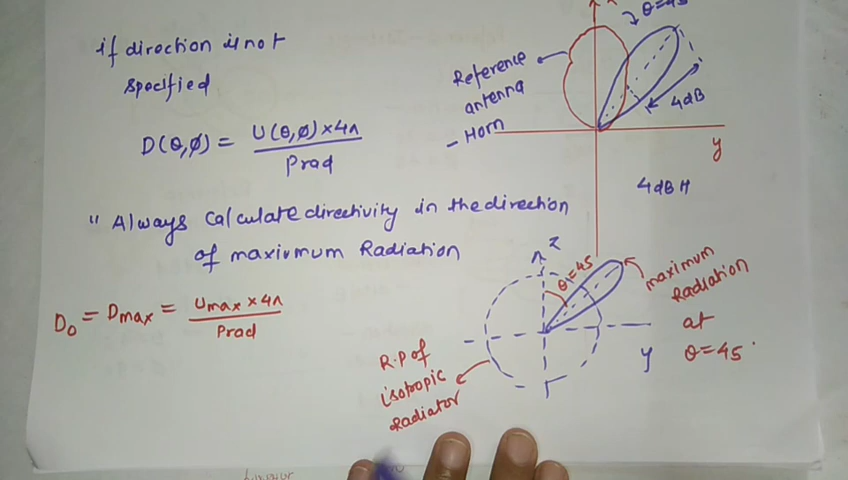 if direction is not
specified
D(θ,φ) = U(θ,φ) × 4π
Prad
θ=45
Reference
antenna
- Horn
4dB
y
4dB H
" Always calculate directivity in the direction
of maximum Radiation
D₀ = Dmax = Umax × 4π
Prad
z
θ=45
maximum
Radiation
at
θ=45°
y
R.P of
isotropic
Radiator